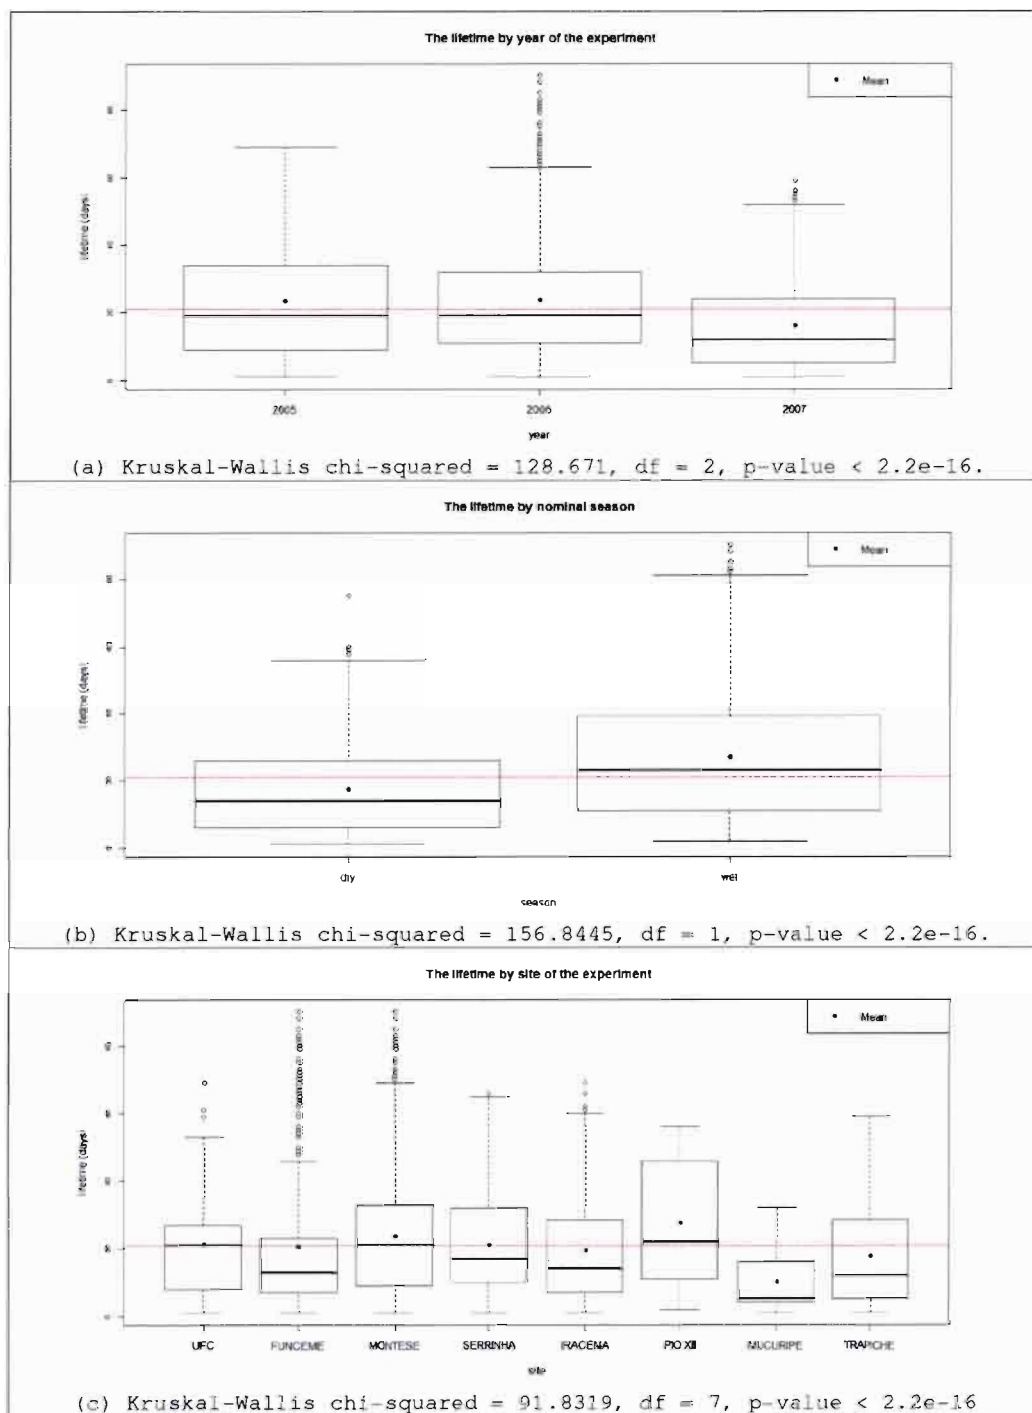 The lifetime by year of the experiment
Mean
lifetime (days)
2005
2006
2007
year
(a) Kruskal-Wallis chi-squared = 128.671, df = 2, p-value < 2.2e-16.
The lifetime by nominal season
Mean
lifetime (days)
dry
wet
season
(b) Kruskal-Wallis chi-squared = 156.8445, df = 1, p-value < 2.2e-16.
The lifetime by site of the experiment
Mean
lifetime (days)
UFC
FUNCEME
MONTESE
SERRINHA
IRACEMA
PIO XII
MUCURIPE
TRAPICHE
site
(c) Kruskal-Wallis chi-squared = 91.8319, df = 7, p-value < 2.2e-16